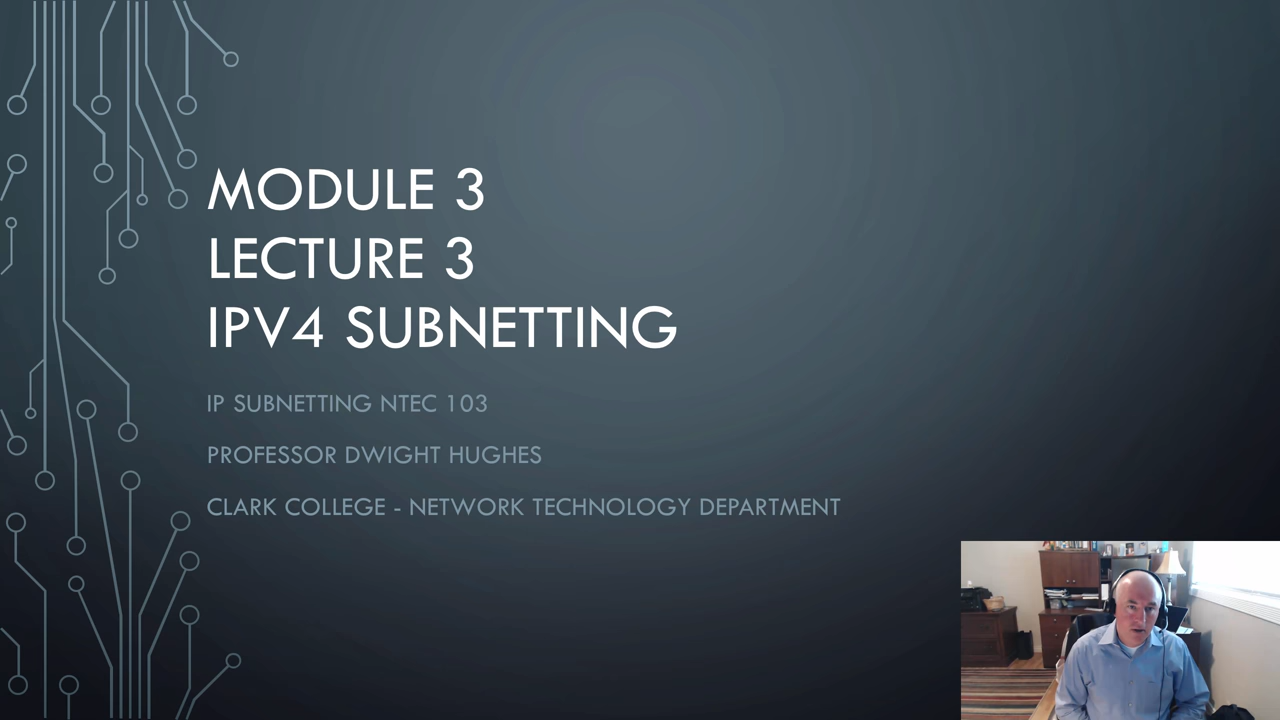 MODULE 3
LECTURE 3
IPV4 SUBNETTING
IP SUBNETTING NTEC 103
PROFESSOR DWIGHT HUGHES
CLARK COLLEGE - NETWORK TECHNOLOGY DEPARTMENT